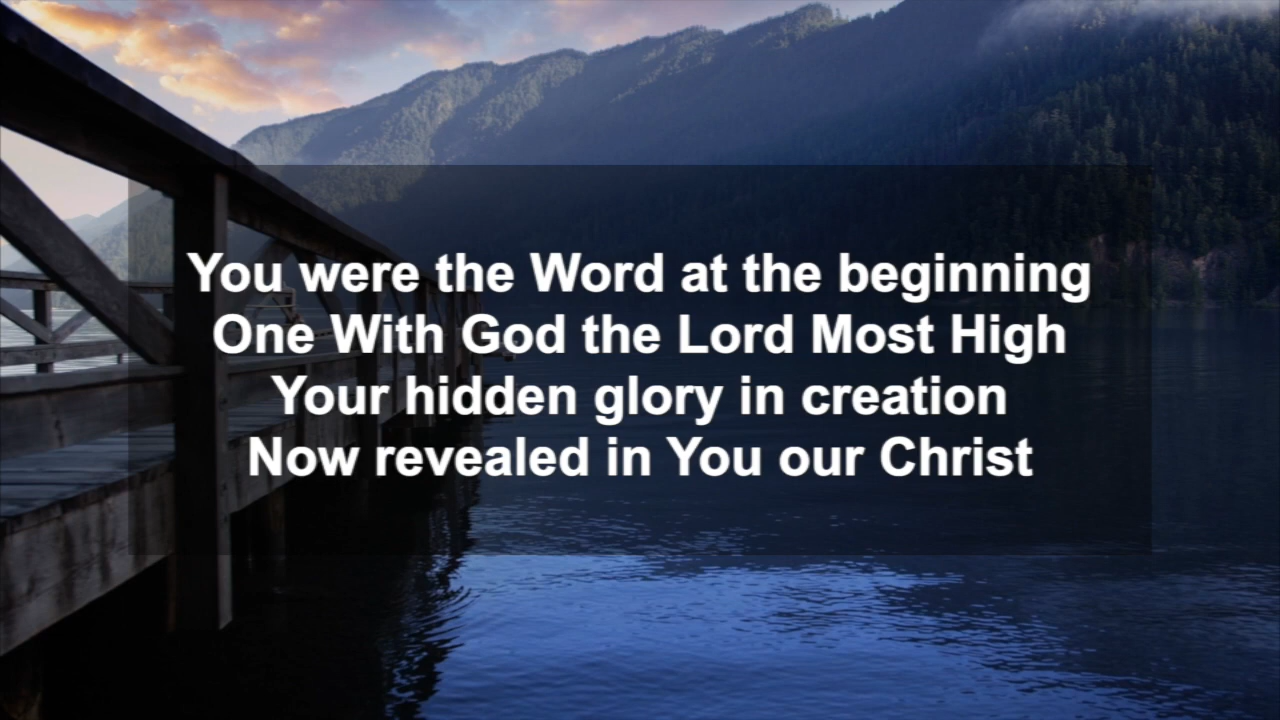 You were the Word at the beginning
One With God the Lord Most High
Your hidden glory in creation
Now revealed in You our Christ